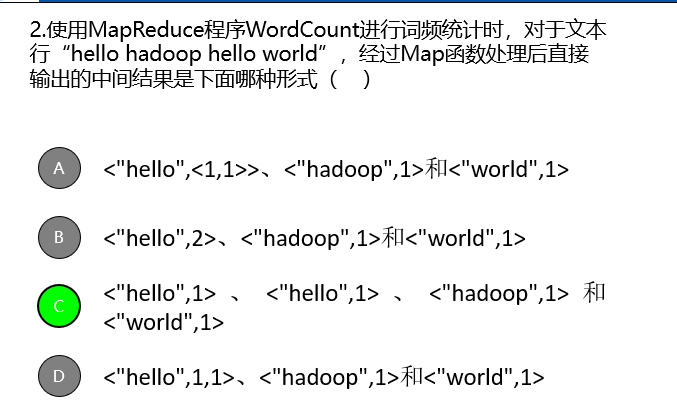 2.使用MapReduce程序WordCount进行词频统计时，对于文本
行“hello hadoop hello world”，经过Map函数处理后直接
输出的中间结果是下面哪种形式（ ）
A <"hello",<1,1>>、<"hadoop",1>和<"world",1>
B <"hello",2>、<"hadoop",1>和<"world",1>
C <"hello",1> 、 <"hello",1> 、 <"hadoop",1> 和
<"world",1>
D <"hello",1,1>、<"hadoop",1>和<"world",1>